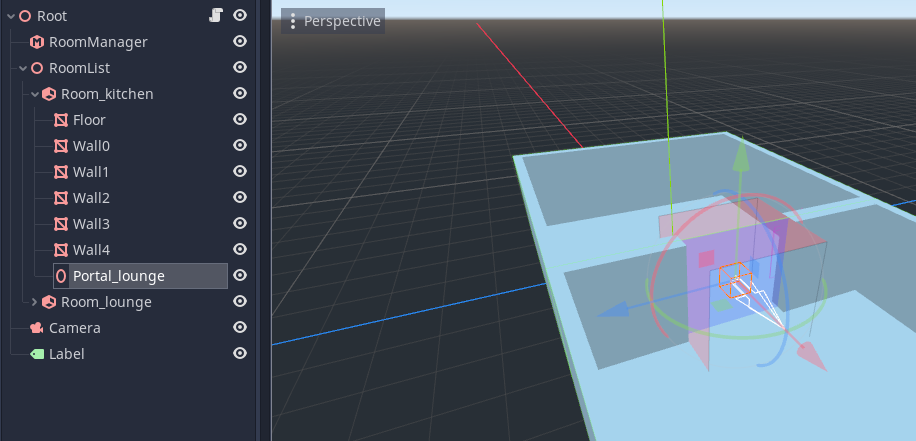 Root
RoomManager
RoomList
Room_kitchen
Floor
Wall0
Wall1
Wall2
Wall3
Wall4
Portal_lounge
Room_lounge
Camera
Label
Perspective